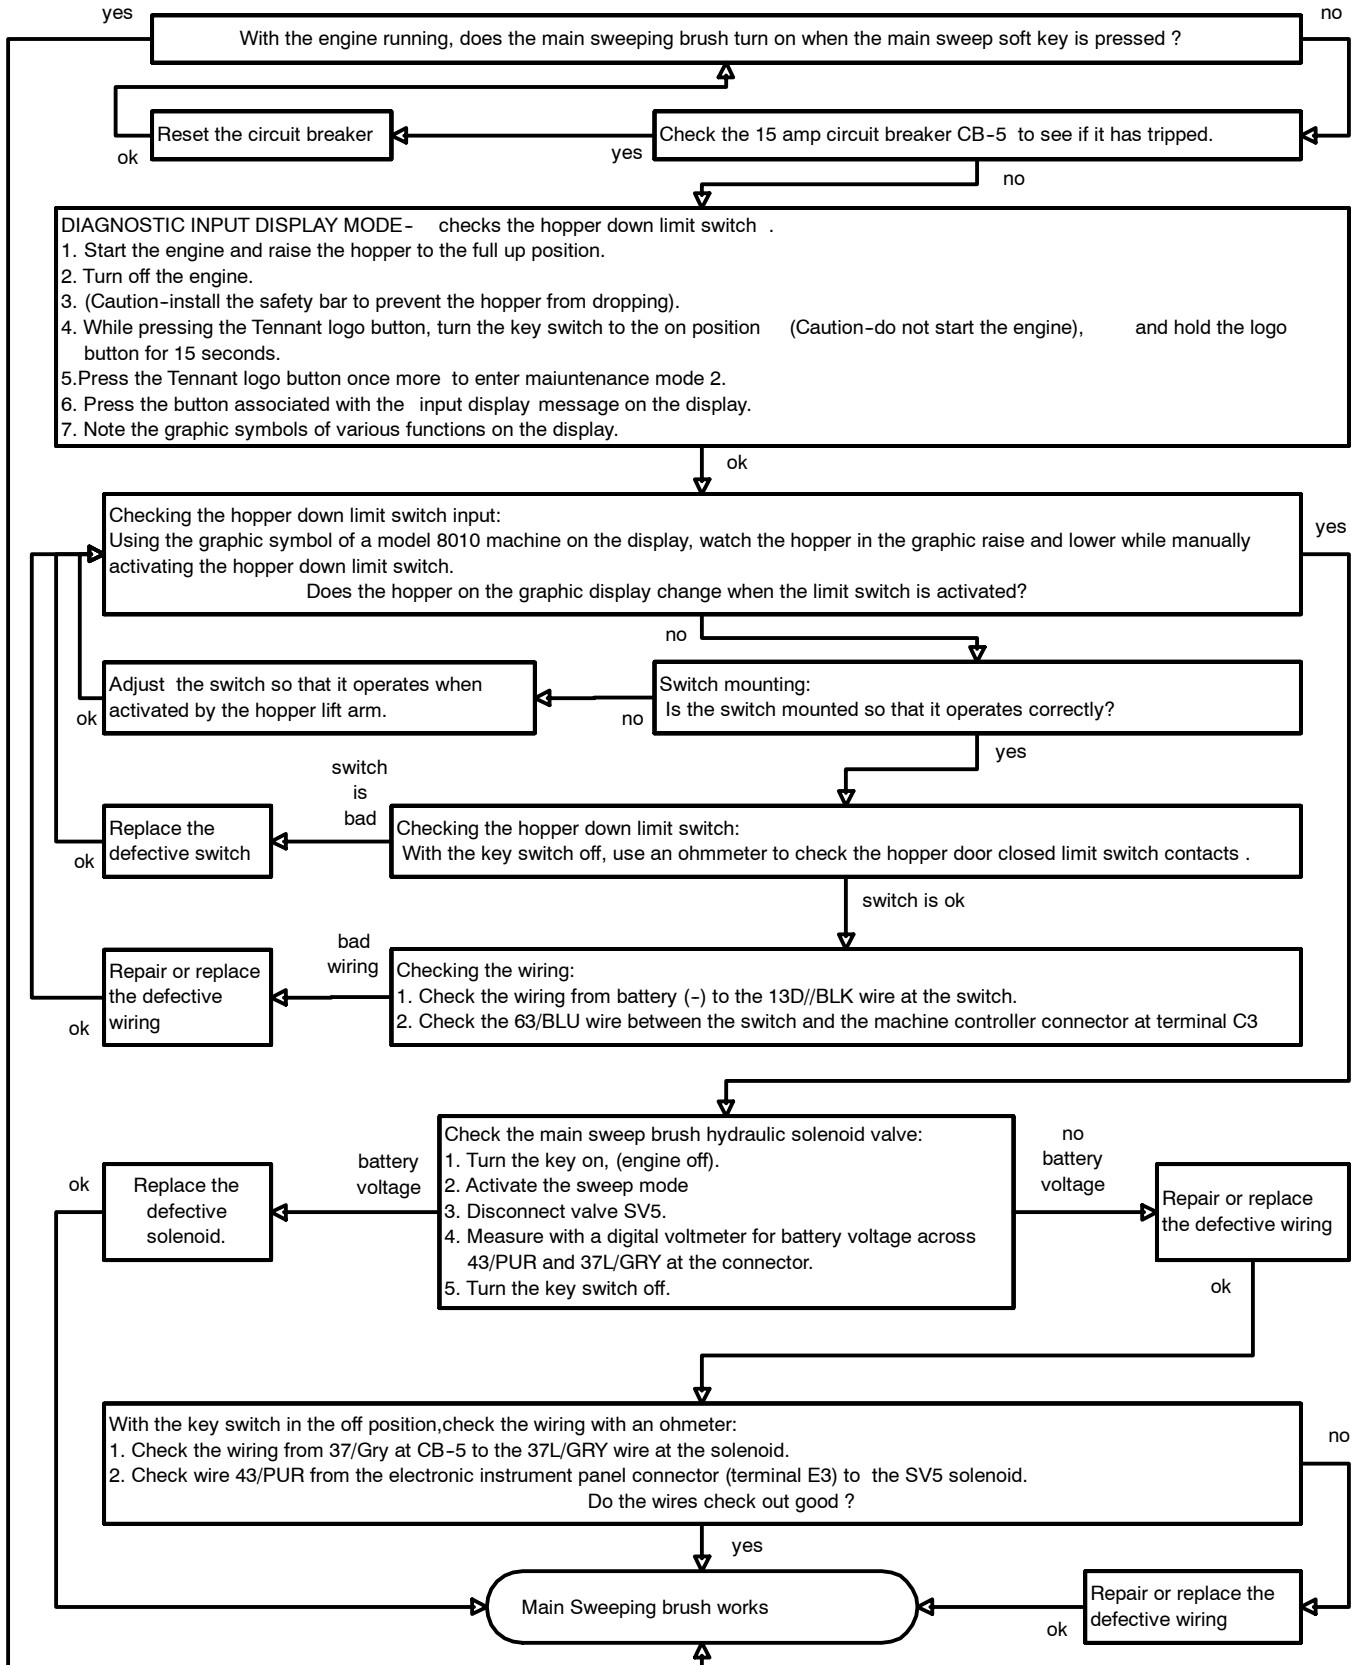 yes
no
With the engine running, does the main sweeping brush turn on when the main sweep soft key is pressed ?
Reset the circuit breaker
Check the 15 amp circuit breaker CB-5 to see if it has tripped.
ok
yes
no
DIAGNOSTIC INPUT DISPLAY MODE- checks the hopper down limit switch .
1. Start the engine and raise the hopper to the full up position.
2. Turn off the engine.
3. (Caution-install the safety bar to prevent the hopper from dropping).
4. While pressing the Tennant logo button, turn the key switch to the on position (Caution-do not start the engine), and hold the logo
button for 15 seconds.
5.Press the Tennant logo button once more to enter maiuntenance mode 2.
6. Press the button associated with the input display message on the display.
7. Note the graphic symbols of various functions on the display.
ok
Checking the hopper down limit switch input:
Using the graphic symbol of a model 8010 machine on the display, watch the hopper in the graphic raise and lower while manually
activating the hopper down limit switch.
Does the hopper on the graphic display change when the limit switch is activated?
yes
no
Adjust the switch so that it operates when
activated by the hopper lift arm.
ok
Switch mounting:
Is the switch mounted so that it operates correctly?
no
yes
switch
is
bad
Replace the
defective switch
ok
Checking the hopper down limit switch:
With the key switch off, use an ohmmeter to check the hopper door closed limit switch contacts .
switch is ok
bad
wiring
Repair or replace
the defective
wiring
ok
Checking the wiring:
1. Check the wiring from battery (-) to the 13D//BLK wire at the switch.
2. Check the 63/BLU wire between the switch and the machine controller connector at terminal C3
Check the main sweep brush hydraulic solenoid valve:
1. Turn the key on, (engine off).
2. Activate the sweep mode
3. Disconnect valve SV5.
4. Measure with a digital voltmeter for battery voltage across
43/PUR and 37L/GRY at the connector.
5. Turn the key switch off.
battery
voltage
ok
Replace the
defective
solenoid.
no
battery
voltage
Repair or replace
the defective wiring
ok
With the key switch in the off position,check the wiring with an ohmeter:
1. Check the wiring from 37/Gry at CB-5 to the 37L/GRY wire at the solenoid.
2. Check wire 43/PUR from the electronic instrument panel connector (terminal E3) to the SV5 solenoid.
Do the wires check out good ?
no
yes
Main Sweeping brush works
Repair or replace the
defective wiring
ok